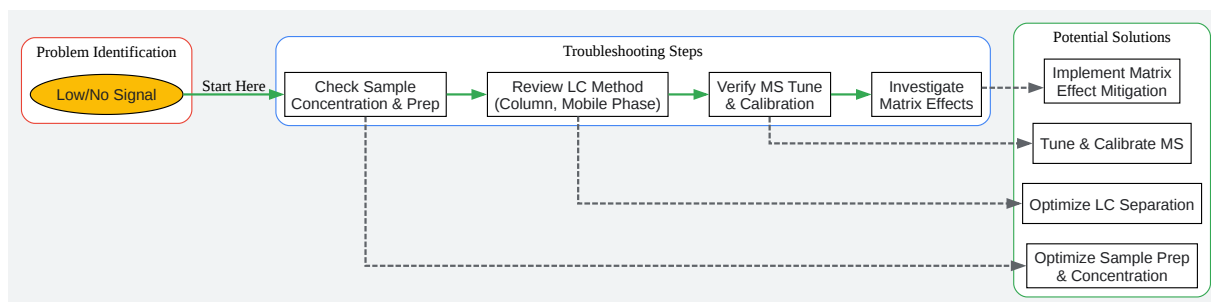 Problem Identification
Low/No Signal
Start Here
Troubleshooting Steps
Check Sample
Concentration & Prep
Review LC Method
(Column, Mobile Phase)
Verify MS Tune
& Calibration
Investigate
Matrix Effects
Potential Solutions
Implement Matrix
Effect Mitigation
Tune & Calibrate MS
Optimize LC Separation
Optimize Sample Prep
& Concentration